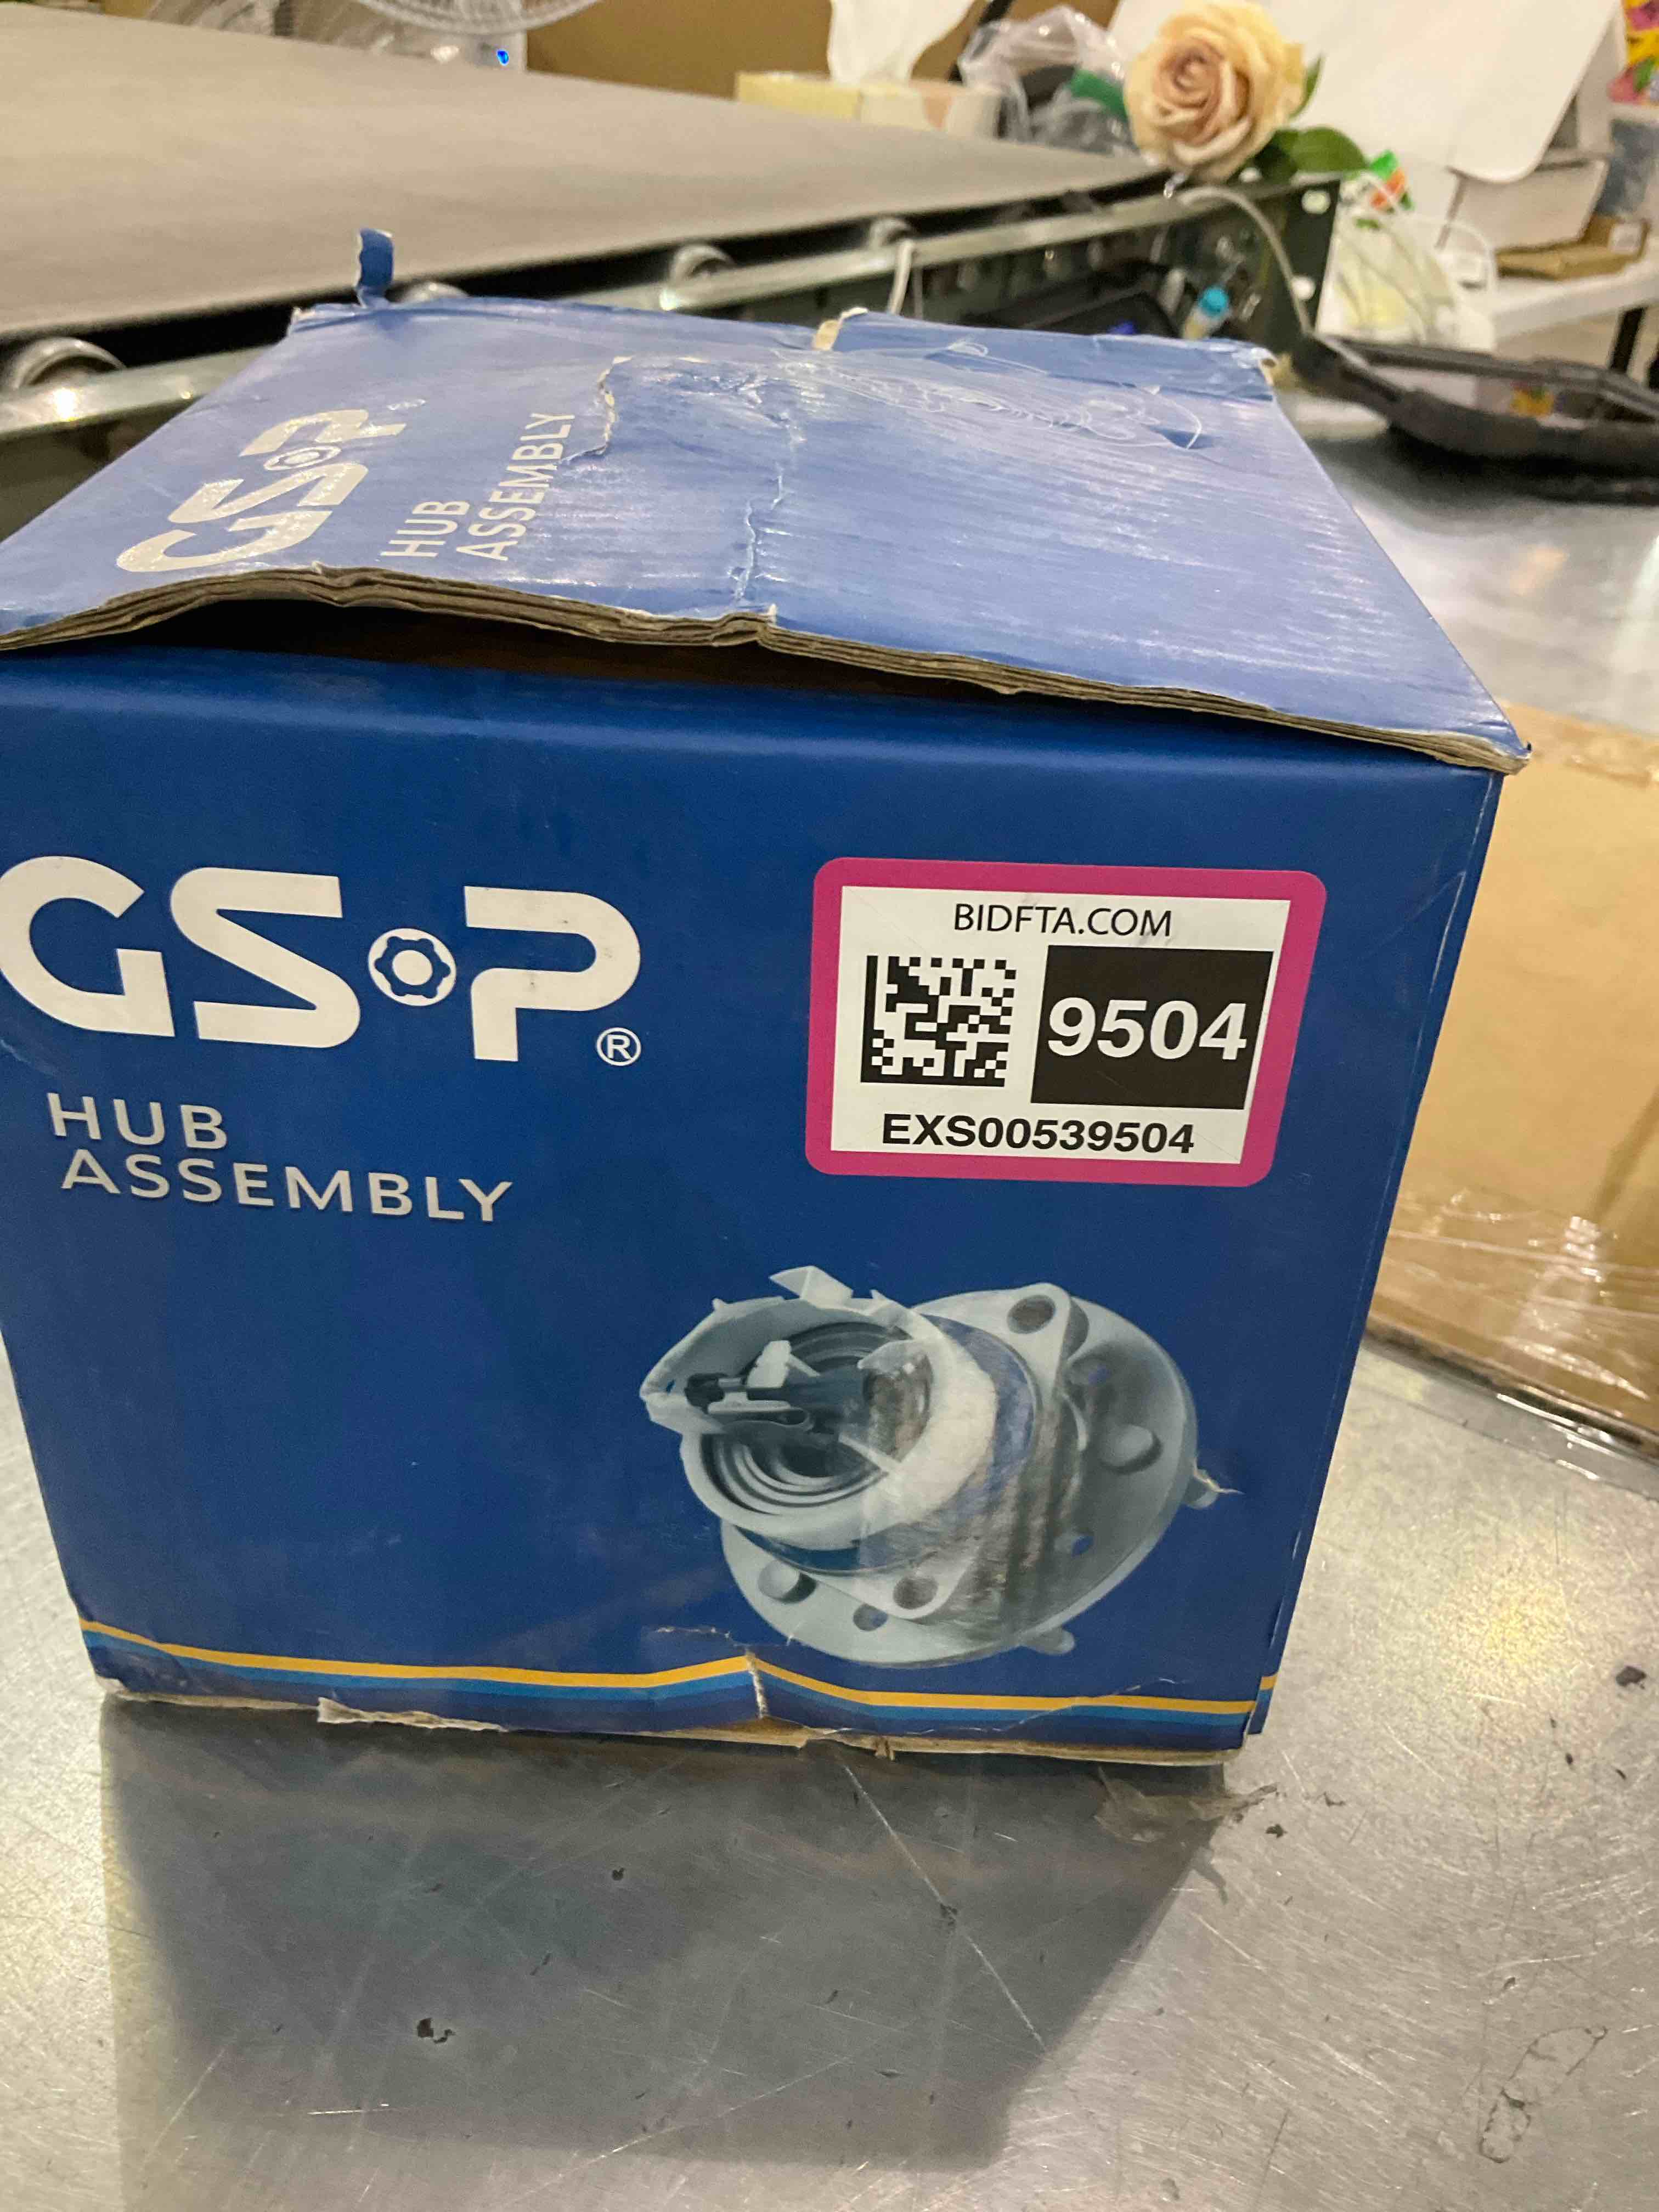 GSP®
HUB
ASSEMBLY
GSP®
HUB
ASSEMBLY
BIDFTA.COM
9504
EXS00539504